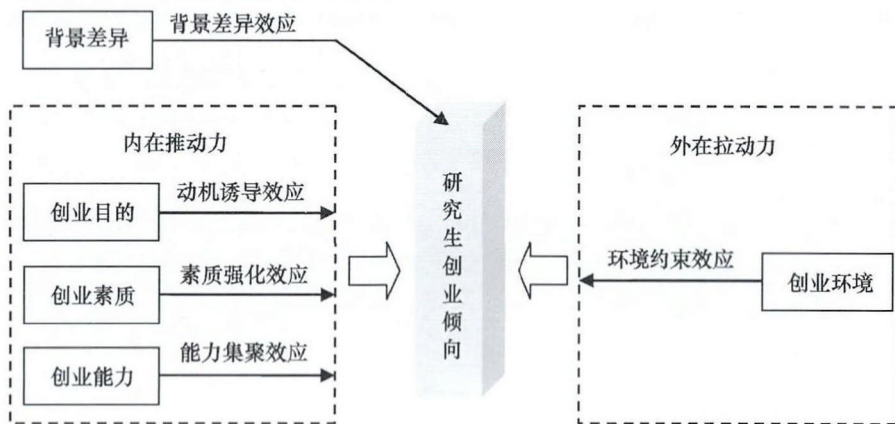 背景差异
背景差异效应
内在推动力
创业目的
动机诱导效应
创业素质
素质强化效应
创业能力
能力集聚效应
研究生创业倾向
外在拉动力
环境约束效应
创业环境